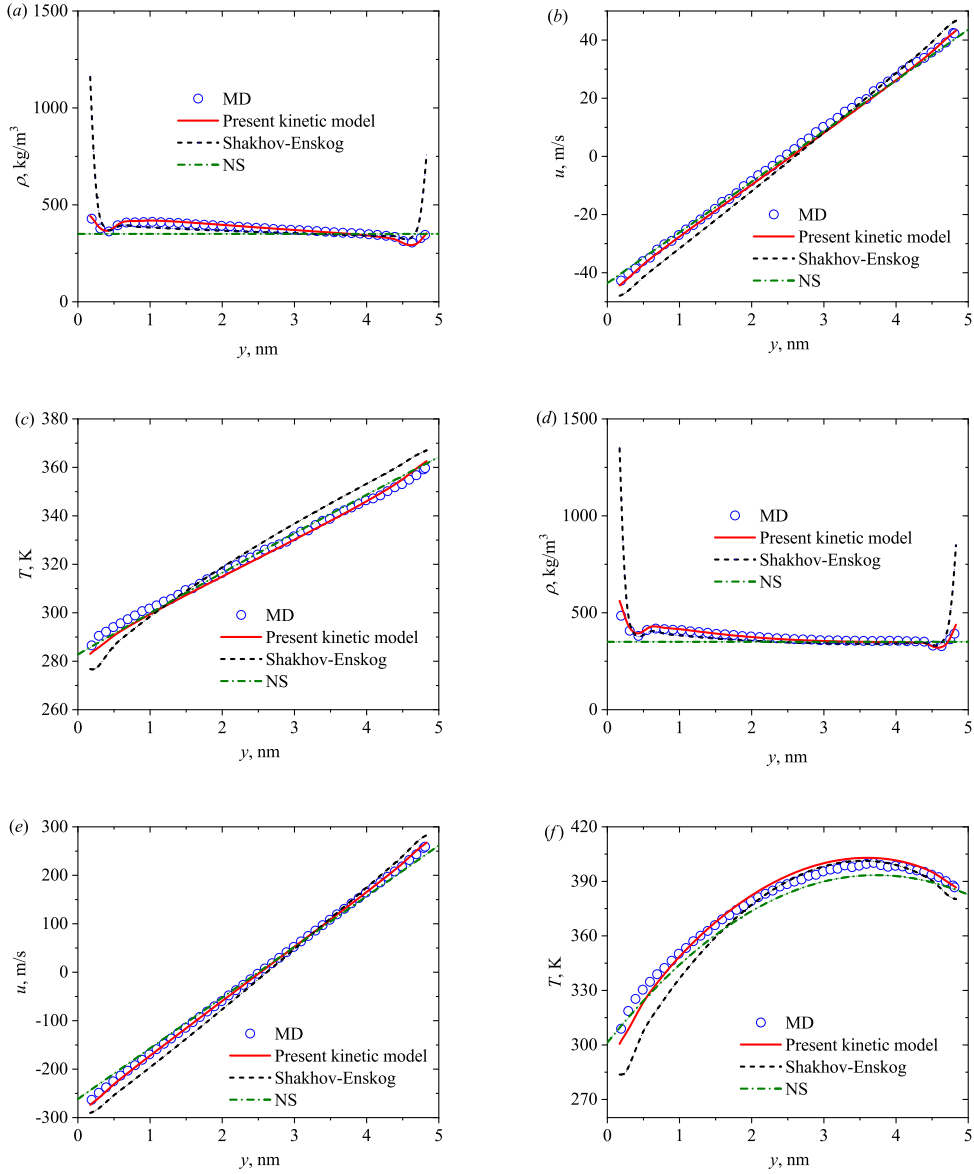 (a)
1500
1000
500
0
ρ, kg/m³
MD
Present kinetic model
Shakhov-Enskog
NS
0 1 2 3 4 5
y, nm
(b)
40
20
0
-20
-40
u, m/s
MD
Present kinetic model
Shakhov-Enskog
NS
0 1 2 3 4 5
y, nm
(c)
380
360
340
320
300
280
260
T, K
MD
Present kinetic model
Shakhov-Enskog
NS
0 1 2 3 4 5
y, nm
(d)
1500
1000
500
0
ρ, kg/m³
MD
Present kinetic model
Shakhov-Enskog
NS
0 1 2 3 4 5
y, nm
(e)
300
200
100
0
-100
-200
-300
u, m/s
MD
Present kinetic model
Shakhov-Enskog
NS
0 1 2 3 4 5
y, nm
(f)
420
390
360
330
300
270
T, K
MD
Present kinetic model
Shakhov-Enskog
NS
0 1 2 3 4 5
y, nm